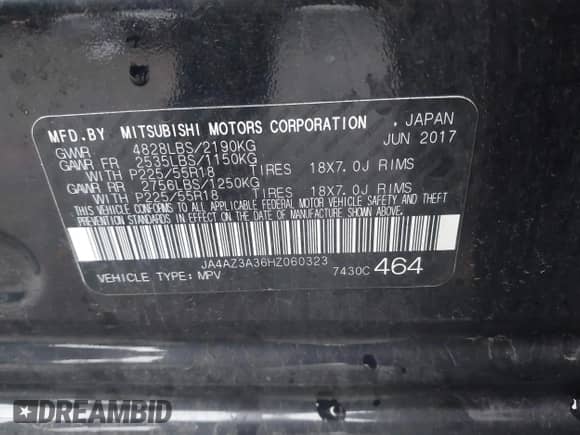 MFD.BY MITSUBISHI MOTORS CORPORATION , JAPAN
GVWR 4828LBS/2190KG JUN 2017
GAWR FR 2535LBS/1150KG
WITH P225/55R18 TIRES 18X7.0J RIMS
GAWR RR 2756LBS/1250KG
WITH P225/55R18 TIRES 18X7.0J RIMS
THIS VEHICLE CONFORMS TO ALL APPLICABLE FEDERAL MOTOR VEHICLE SAFETY AND THEFT
PREVENTION STANDARDS IN EFFECT ON THE DATE OF MANUFACTURE SHOWN ABOVE.
JA4AZ3A36HZ060323
VEHICLE TYPE: MPV 7430C 464
DREAMBID